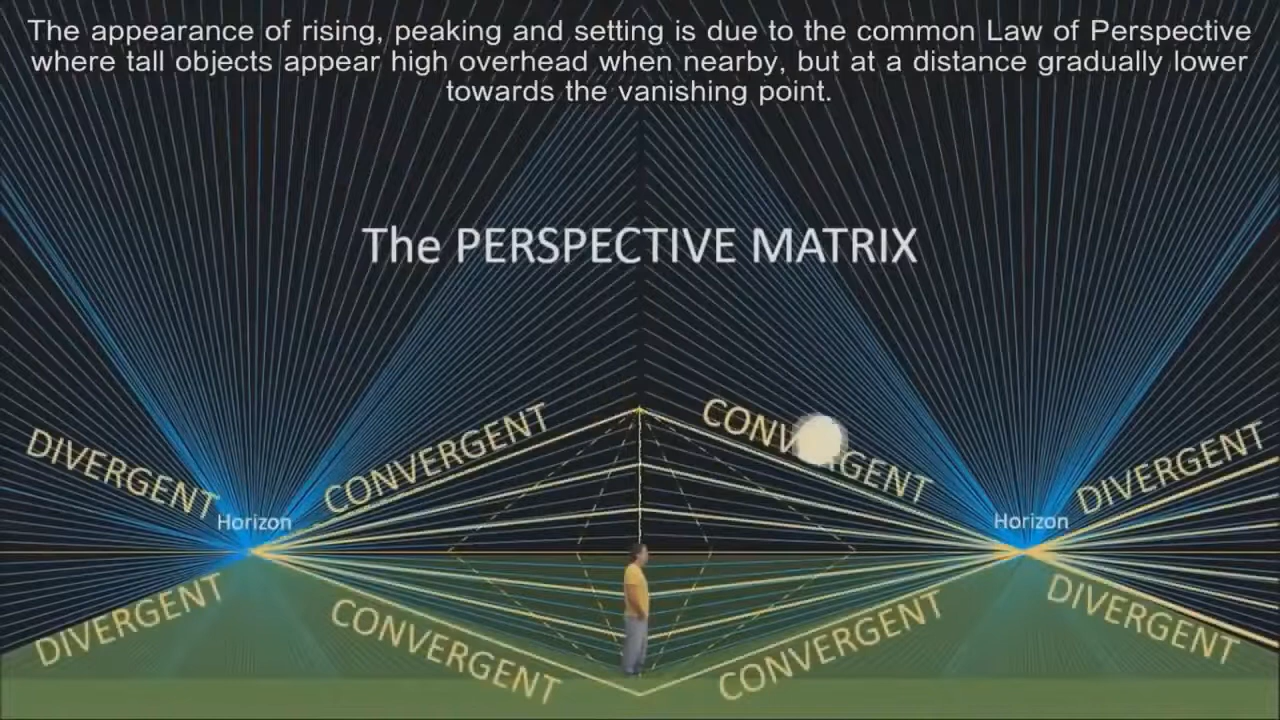 The appearance of rising, peaking and setting is due to the common Law of Perspective
where tall objects appear high overhead when nearby, but at a distance gradually lower
towards the vanishing point.
The PERSPECTIVE MATRIX
DIVERGENT
CONVERGENT
CONVERGENT
DIVERGENT
Horizon
Horizon
DIVERGENT
CONVERGENT
CONVERGENT
DIVERGENT